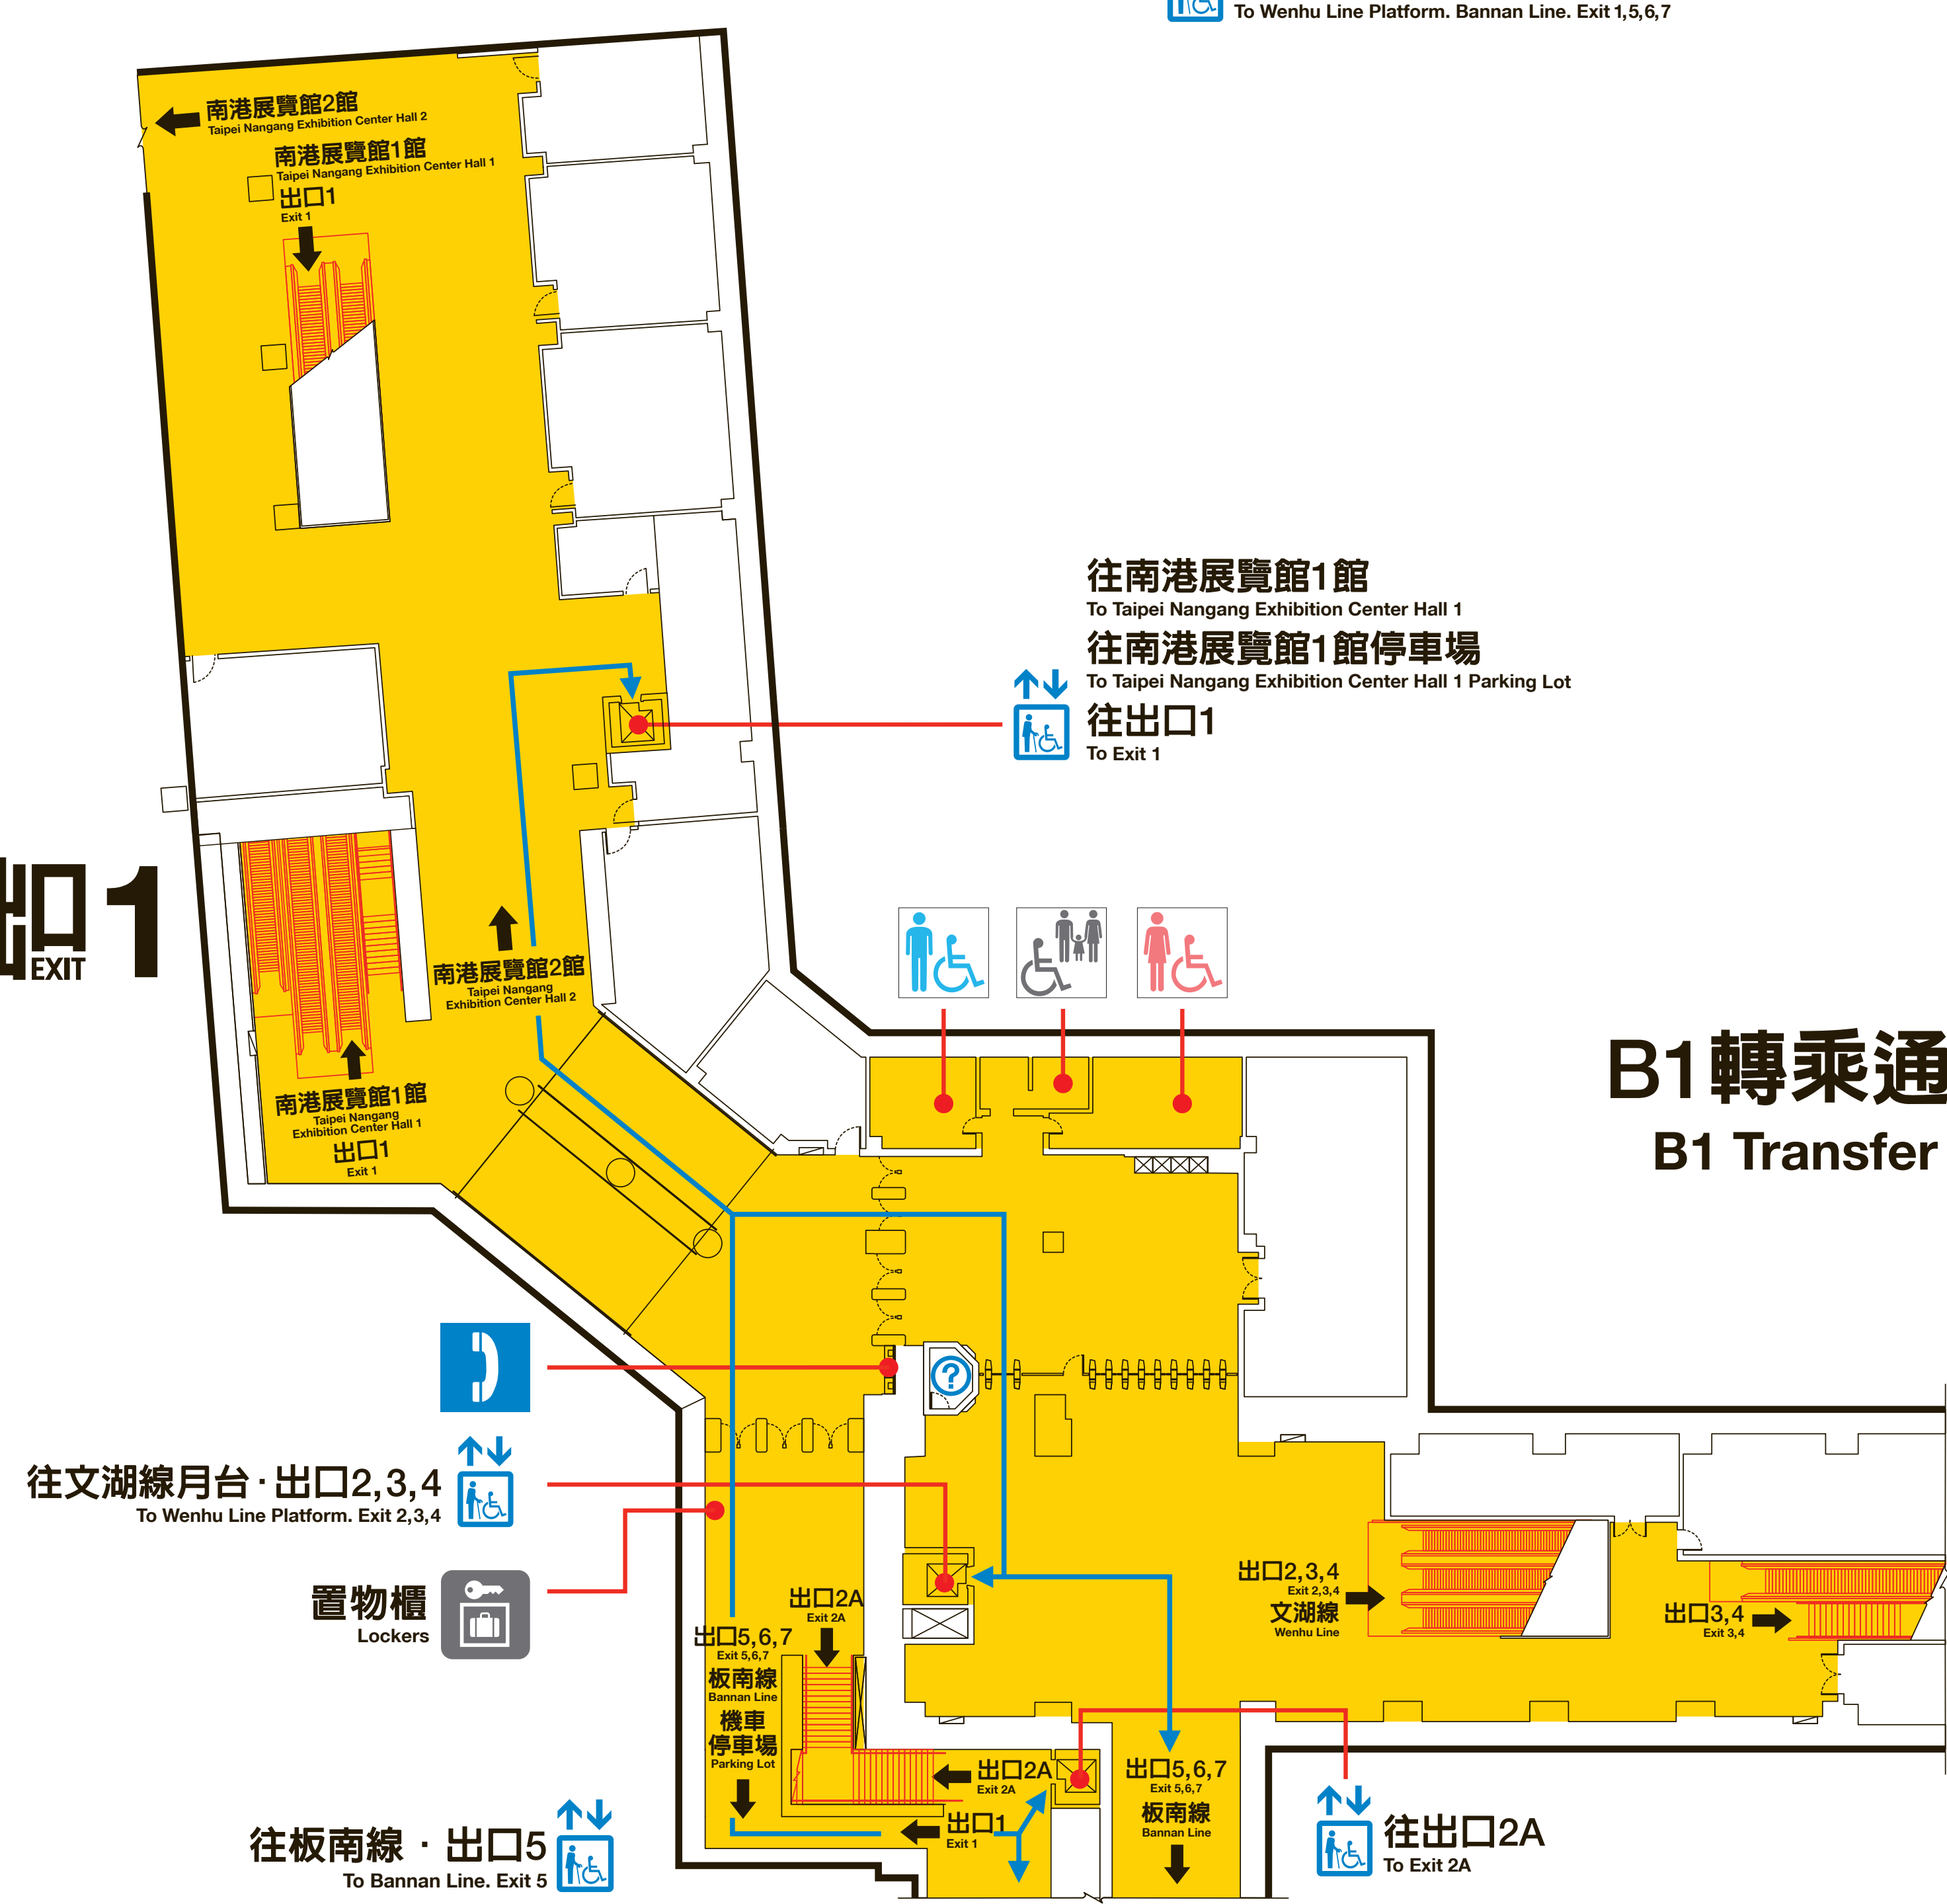 To Wenhu Line Platform. Bannan Line. Exit 1,5,6,7
南港展覽館2館
Taipei Nangang Exhibition Center Hall 2
南港展覽館1館
Taipei Nangang Exhibition Center Hall 1
出口1
Exit 1
往南港展覽館1館
To Taipei Nangang Exhibition Center Hall 1
往南港展覽館1館停車場
To Taipei Nangang Exhibition Center Hall 1 Parking Lot
往出口1
To Exit 1
出口1
EXIT
南港展覽館2館
Taipei Nangang
Exhibition Center Hall 2
南港展覽館1館
Taipei Nangang
Exhibition Center Hall 1
出口1
Exit 1
B1轉乘通
B1 Transfer
?
往文湖線月台·出口2,3,4
To Wenhu Line Platform. Exit 2,3,4
置物櫃
Lockers
出口2A
Exit 2A
出口5,6,7
Exit 5,6,7
板南線
Bannan Line
機車
停車場
Parking Lot
出口2,3,4
Exit 2,3,4
文湖線
Wenhu Line
出口3,4
Exit 3,4
出口2A
Exit 2A
出口1
Exit 1
出口5,6,7
Exit 5,6,7
板南線
Bannan Line
往板南線·出口5
To Bannan Line. Exit 5
往出口2A
To Exit 2A